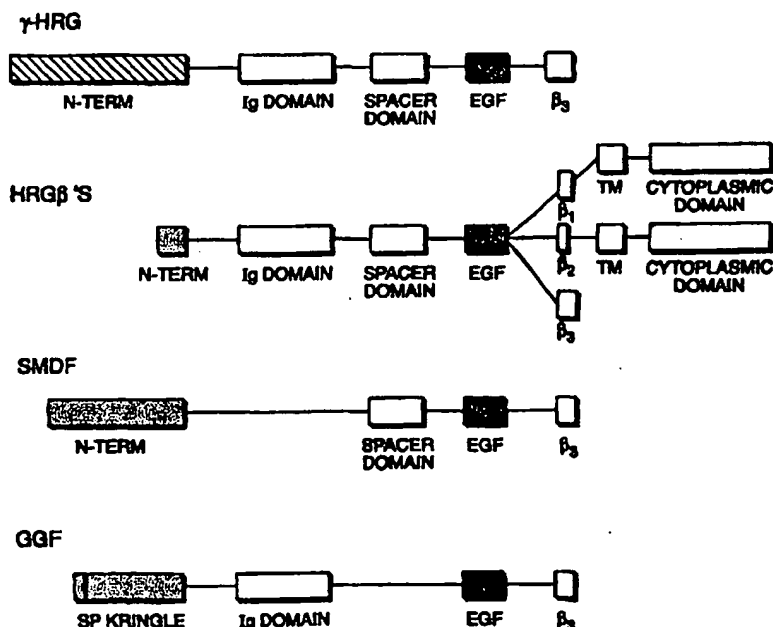 γ-HRG
N-TERM
Ig DOMAIN
SPACER
DOMAIN
EGF
β3
HRGβ'S
N-TERM
Ig DOMAIN
SPACER
DOMAIN
EGF
β1
TM
CYTOPLASMIC
DOMAIN
β2
TM
CYTOPLASMIC
DOMAIN
β3
SMDF
N-TERM
SPACER
DOMAIN
EGF
β3
GGF
SP KRINGLE
Ig DOMAIN
EGF
β3